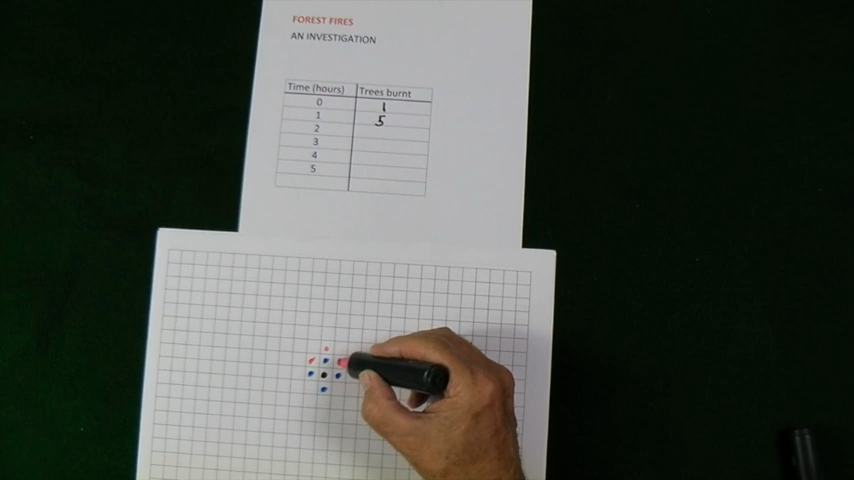 FOREST FIRES
AN INVESTIGATION
Time (hours) Trees burnt
0 1
1 5
2
3
4
5